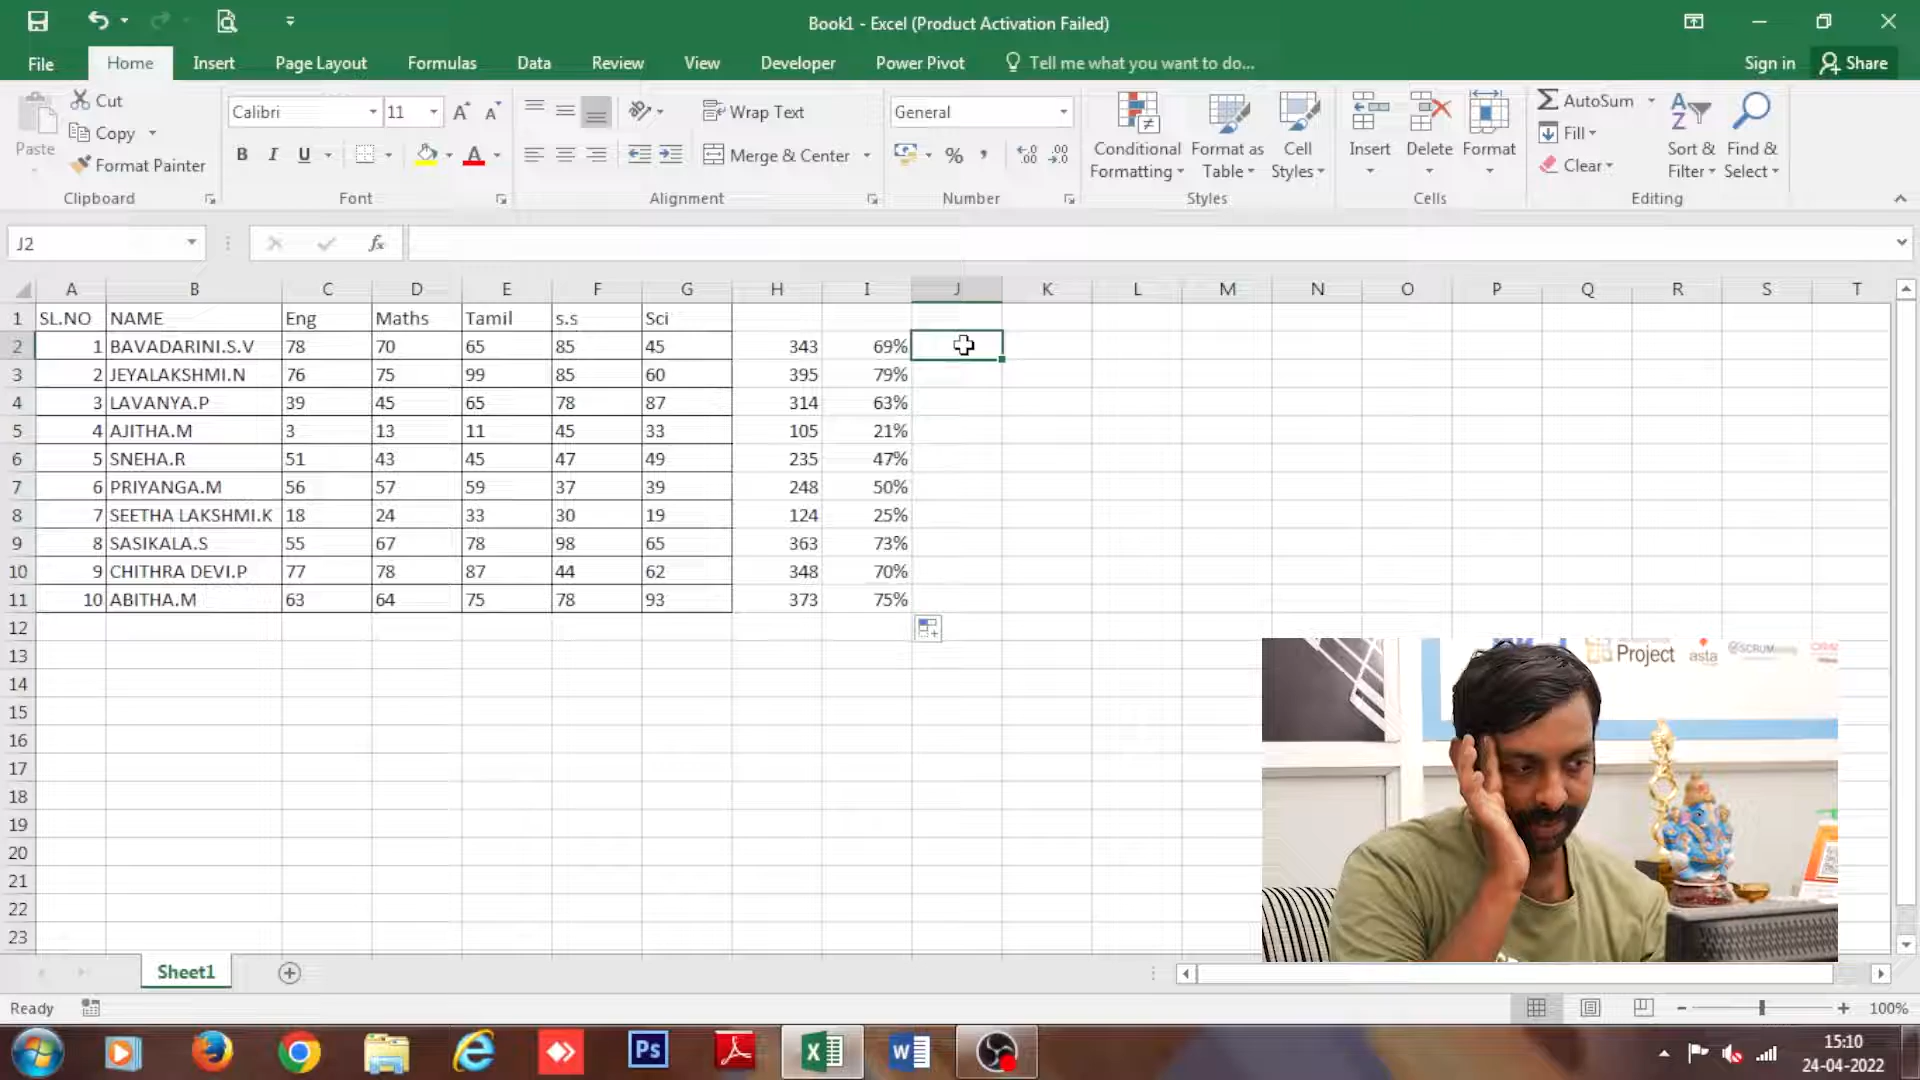 Book1 - Excel (Product Activation Failed)
File Home Insert Page Layout Formulas Data Review View Developer Power Pivot Tell me what you want to do... Sign in Share
Paste Cut Copy Format Painter Clipboard
Calibri 11 B I U Font
Wrap Text Merge & Center Alignment
General % , Number
Conditional Formatting Format as Table Cell Styles Styles
Insert Delete Format Cells
AutoSum Fill Clear Sort & Filter Find & Select Editing
J2 fx
A B C D E F G H I J K L M N O P Q R S T
1 SL.NO NAME Eng Maths Tamil s.s Sci
2 1 BAVADARINI.S.V 78 70 65 85 45 343 69%
3 2 JEYALAKSHMI.N 76 75 99 85 60 395 79%
4 3 LAVANYA.P 39 45 65 78 87 314 63%
5 4 AJITHA.M 3 13 11 45 33 105 21%
6 5 SNEHA.R 51 43 45 47 49 235 47%
7 6 PRIYANGA.M 56 57 59 37 39 248 50%
8 7 SEETHA LAKSHMI.K 18 24 33 30 19 124 25%
9 8 SASIKALA.S 55 67 78 98 65 363 73%
10 9 CHITHRA DEVI.P 77 78 87 44 62 348 70%
11 10 ABITHA.M 63 64 75 78 93 373 75%
12
13
14
15
16
17
18
19
20
21
22
23
Project asta SCRUM
Sheet1
Ready 100%
Ps W 15:10
24-04-2022